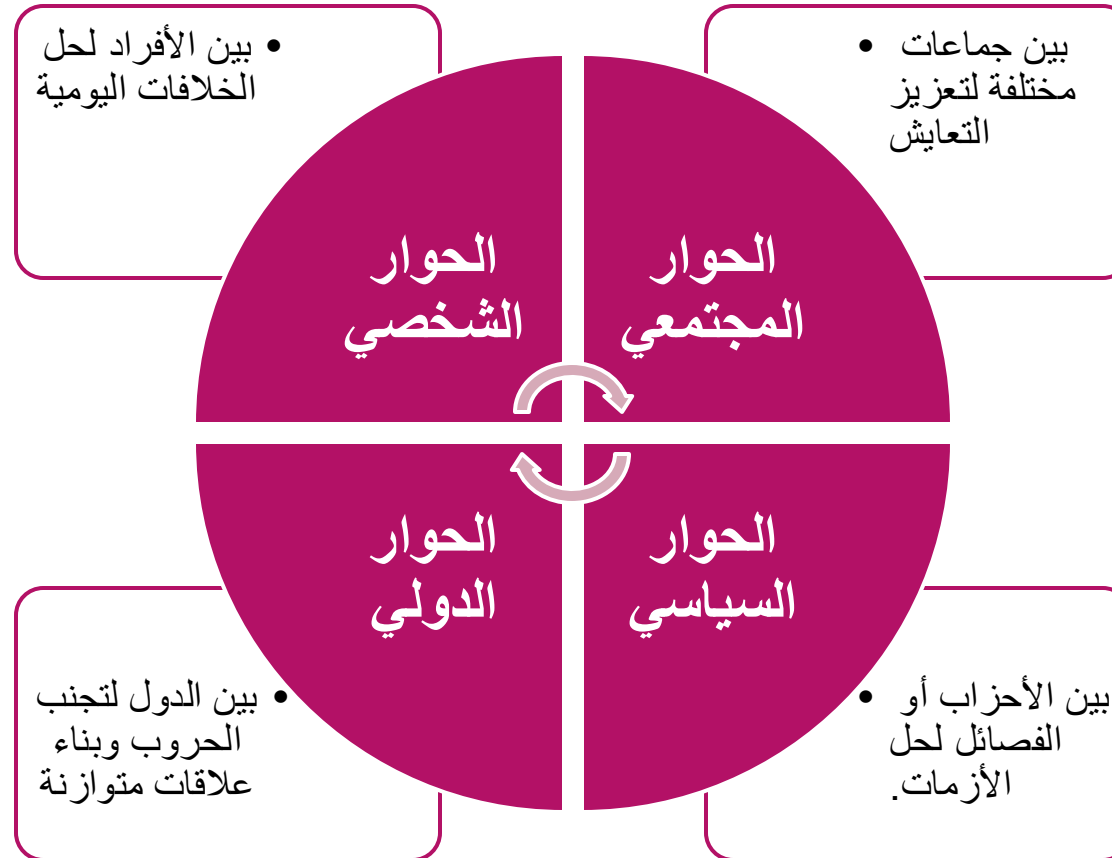 بين الأفراد لحل
الخلافات اليومية
الحوار
الشخصي
بين جماعات
مختلفة لتعزيز
التعايش
الحوار
المجتمعي
بين الأحزاب أو
الفصائل لحل
الأزمات.
الحوار
السياسي
بين الدول لتجنب
الحروب وبناء
علاقات متوازنة
الحوار
الدولي